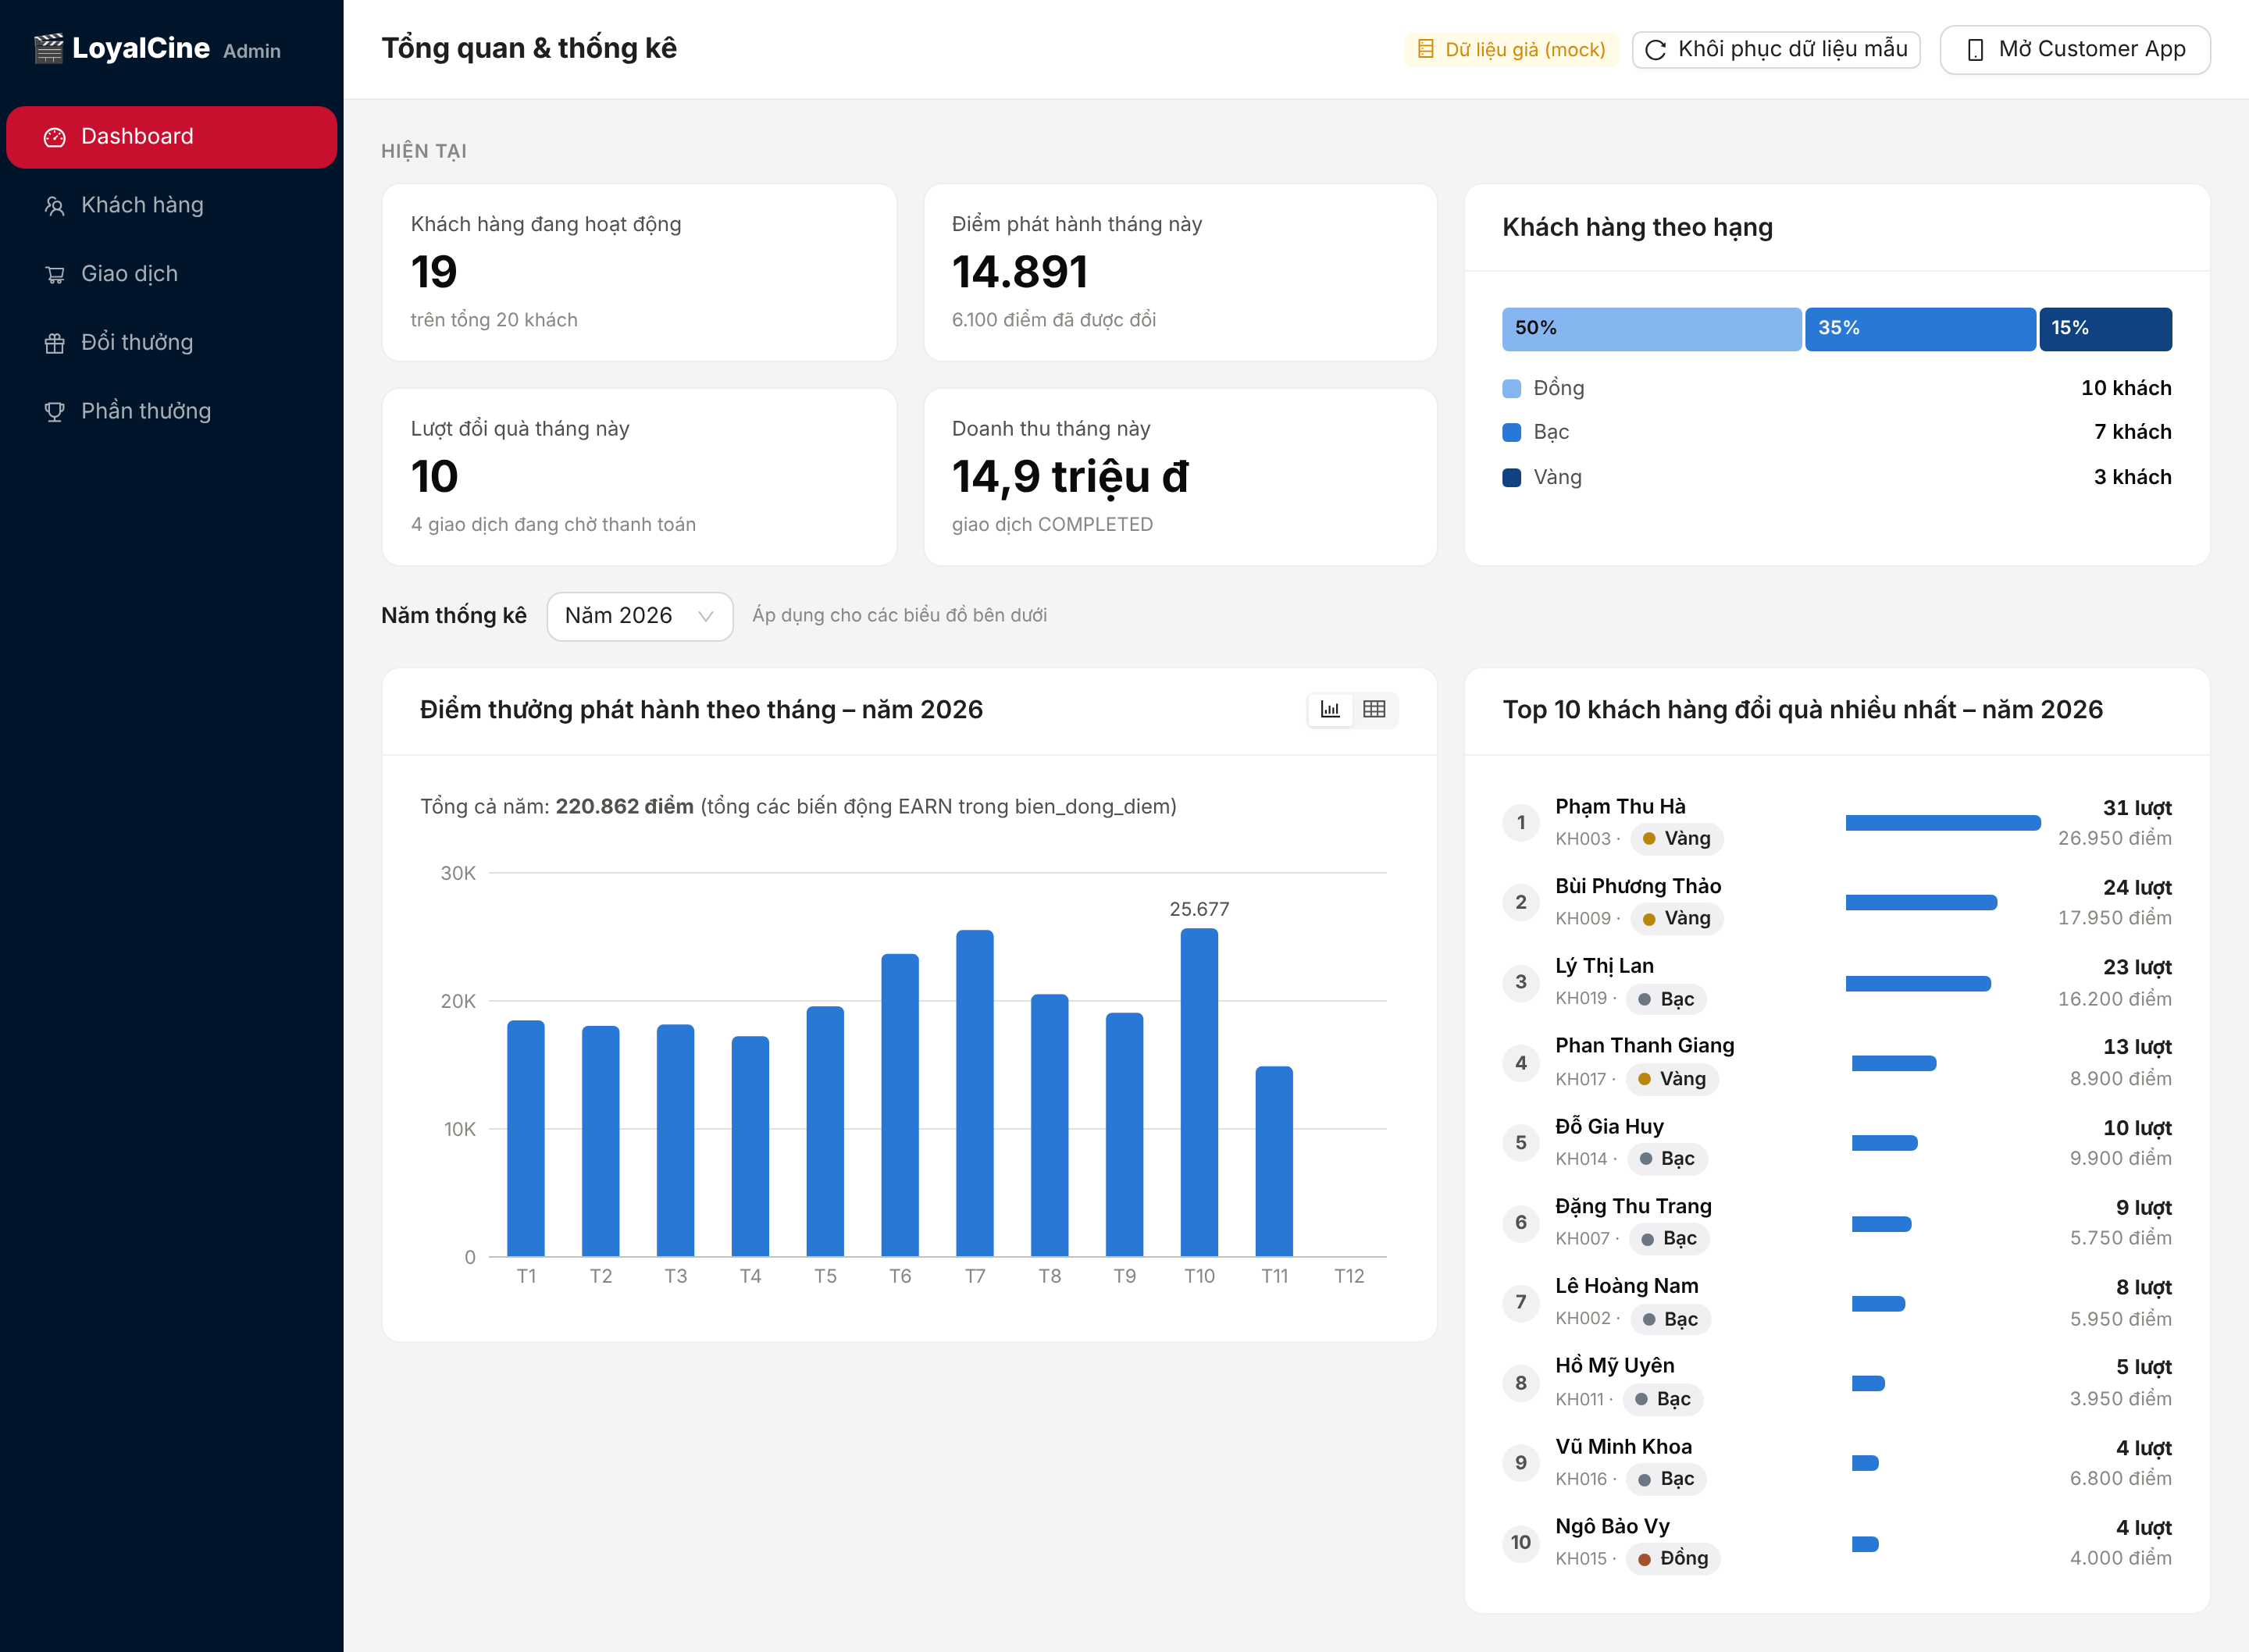 LoyalCine Admin
Dashboard
Khách hàng
Giao dịch
Đổi thưởng
Phần thưởng
Tổng quan & thống kê
Dữ liệu giả (mock)
Khôi phục dữ liệu mẫu
Mở Customer App
HIỆN TẠI
Khách hàng đang hoạt động
19
trên tổng 20 khách
Điểm phát hành tháng này
14.891
6.100 điểm đã được đổi
Lượt đổi quà tháng này
10
4 giao dịch đang chờ thanh toán
Doanh thu tháng này
14,9 triệu đ
giao dịch COMPLETED
Khách hàng theo hạng
50% 35% 15%
Đồng 10 khách
Bạc 7 khách
Vàng 3 khách
Năm thống kê Năm 2026 Áp dụng cho các biểu đồ bên dưới
Điểm thưởng phát hành theo tháng – năm 2026
Tổng cả năm: 220.862 điểm (tổng các biến động EARN trong bien_dong_diem)
30K
25.677
20K
10K
0
T1 T2 T3 T4 T5 T6 T7 T8 T9 T10 T11 T12
Top 10 khách hàng đổi quà nhiều nhất – năm 2026
1 Phạm Thu Hà 31 lượt
KH003 · Vàng 26.950 điểm
2 Bùi Phương Thảo 24 lượt
KH009 · Vàng 17.950 điểm
3 Lý Thị Lan 23 lượt
KH019 · Bạc 16.200 điểm
4 Phan Thanh Giang 13 lượt
KH017 · Vàng 8.900 điểm
5 Đỗ Gia Huy 10 lượt
KH014 · Bạc 9.900 điểm
6 Đặng Thu Trang 9 lượt
KH007 · Bạc 5.750 điểm
7 Lê Hoàng Nam 8 lượt
KH002 · Bạc 5.950 điểm
8 Hồ Mỹ Uyên 5 lượt
KH011 · Bạc 3.950 điểm
9 Vũ Minh Khoa 4 lượt
KH016 · Bạc 6.800 điểm
10 Ngô Bảo Vy 4 lượt
KH015 · Đồng 4.000 điểm